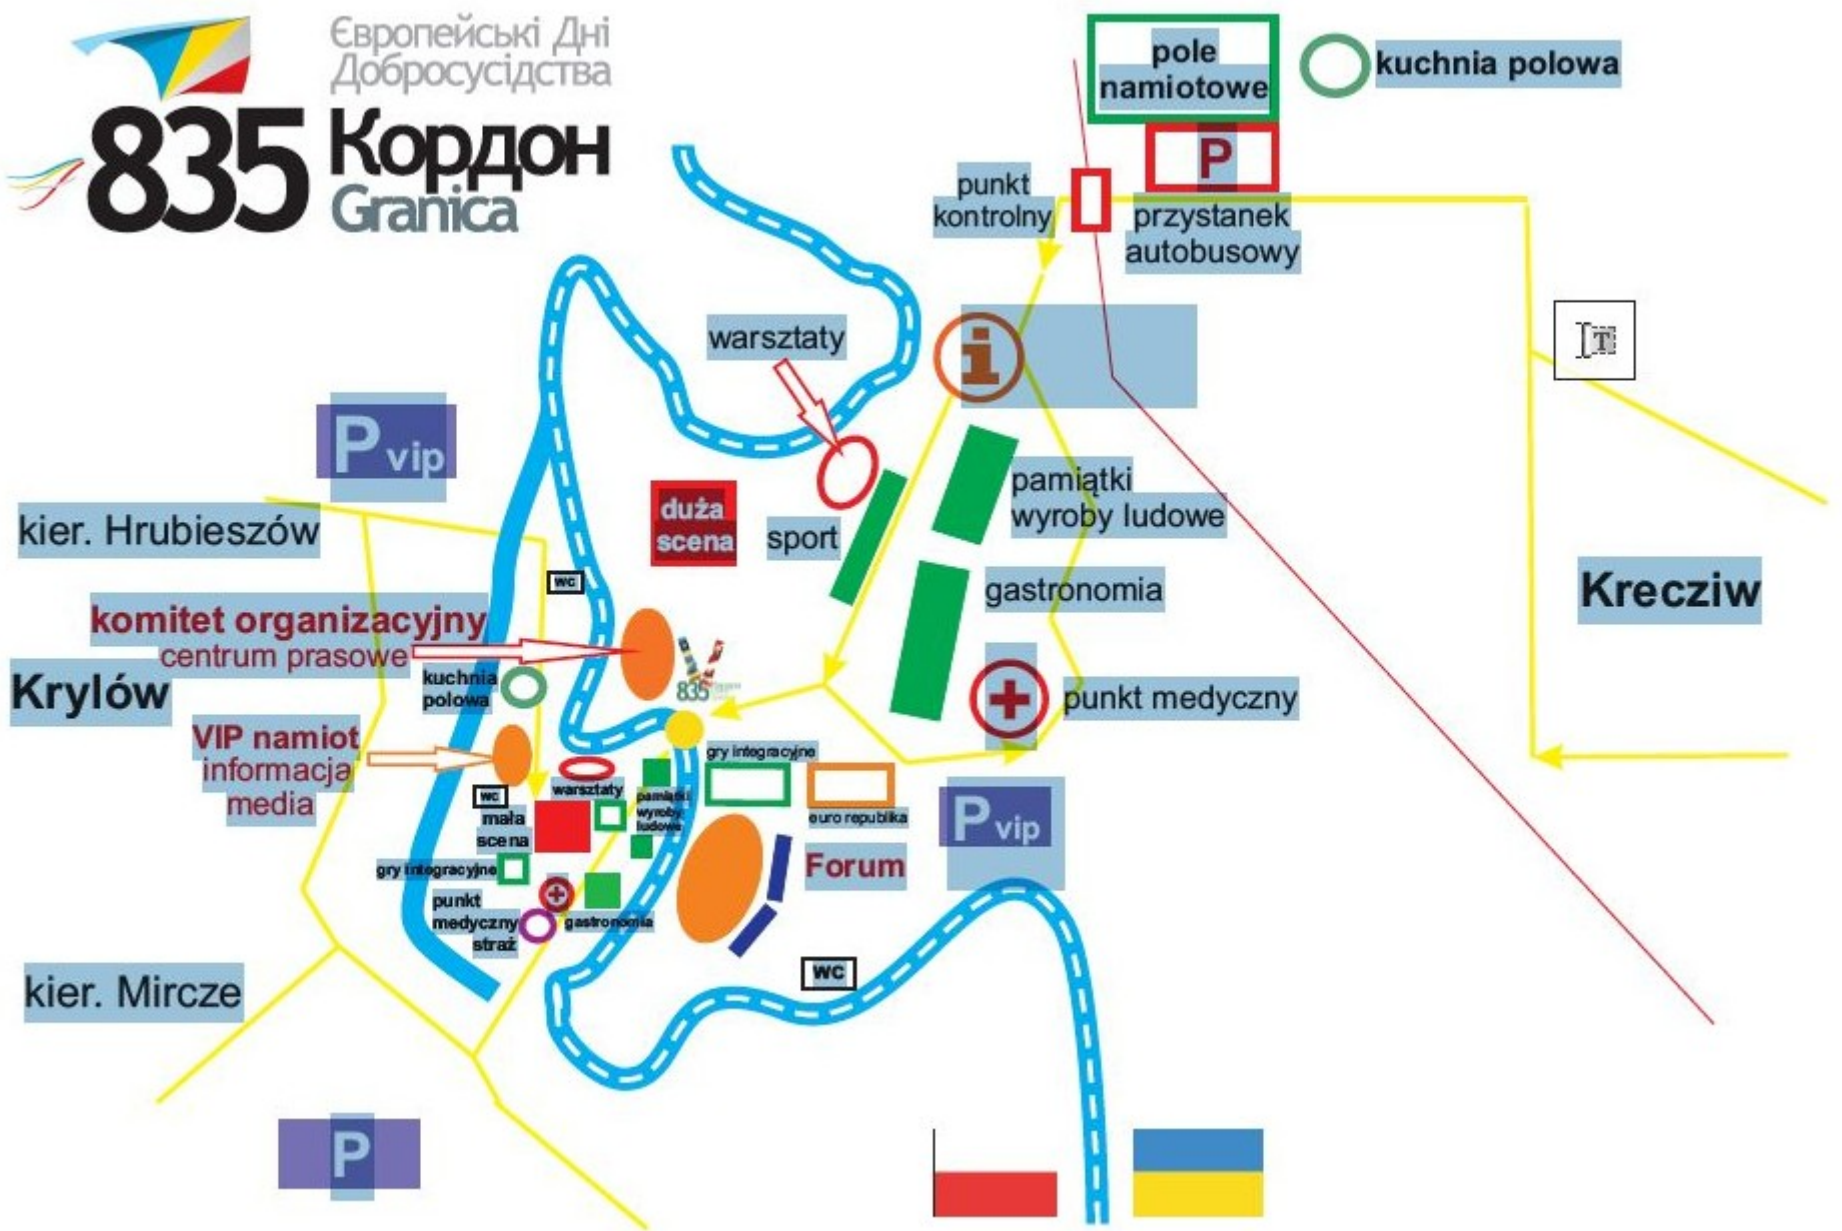 Європейські Дні
Добросусідства
835 Кордон
Granica
pole
namiotowe
kuchnia polowa
P
punkt
kontrolny
przystanek
autobusowy
i
T
warsztaty
P vip
kier. Hrubieszów
duża
scena
sport
pamiątki
wyroby ludowe
gastronomia
Krecziw
wc
komitet organizacyjny
centrum prasowe
Krylów
kuchnia
polowa
835
punkt medyczny
VIP namiot
informacja
media
gry integracyjne
warsztaty
wc
mała
scena
pamiątki
wyroby
ludowe
euro republika
P vip
Forum
gry integracyjne
punkt
medyczny
straż
gastronomia
wc
kier. Mircze
P